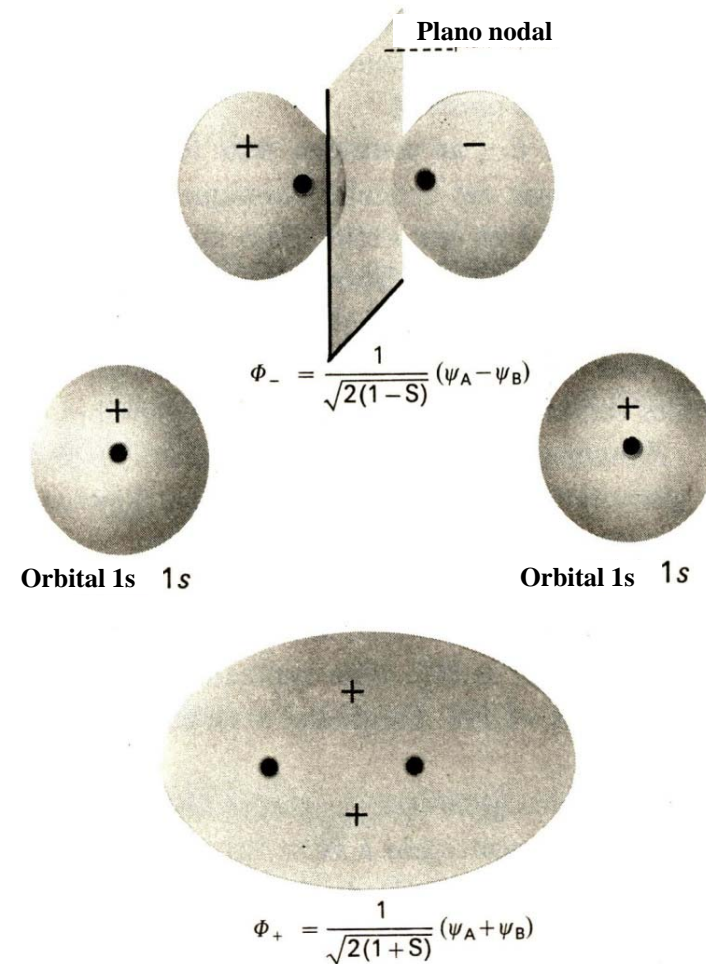 Plano nodal
+ −
Φ₋ = 1/√2(1−S) (ψA−ψB)
+ +
Orbital 1s 1s Orbital 1s 1s
+
+
Φ₊ = 1/√2(1+S) (ψA+ψB)